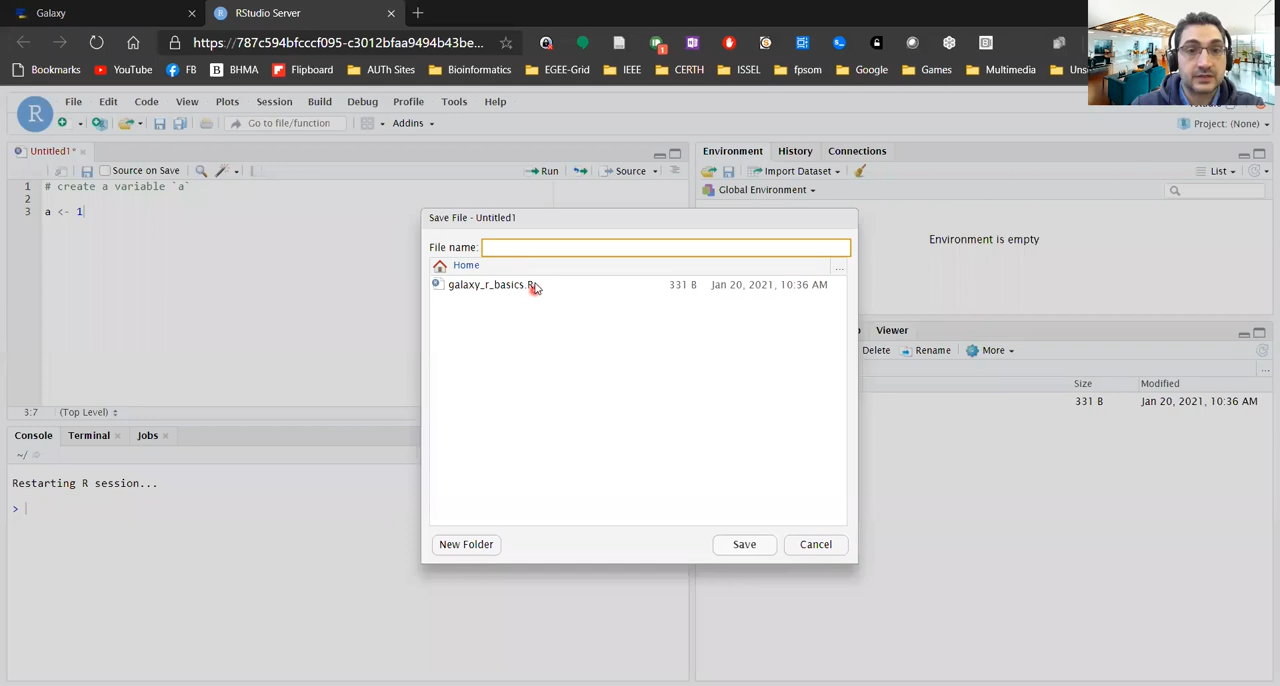 Galaxy
RStudio Server
https://787c594bfcccf095-c3012bfaa9494b43be...
1
Bookmarks YouTube FB BHMA Flipboard AUTh Sites Bioinformatics EGEE-Grid IEEE CERTH ISSEL fpsom Google Games Multimedia
R File Edit Code View Plots Session Build Debug Profile Tools Help
Go to file/function Addins Project: (None)
Untitled1*
Source on Save Run Source
1 # create a variable `a`
2
3 a <- 1
3:7 (Top Level)
Console Terminal Jobs
~/
Restarting R session...
>
Save File - Untitled1
File name:
Home
...
galaxy_r_basics.R 331 B Jan 20, 2021, 10:36 AM
New Folder Save Cancel
Environment History Connections
Import Dataset List
Global Environment
Environment is empty
Viewer
Delete Rename More
...
Size Modified
331 B Jan 20, 2021, 10:36 AM